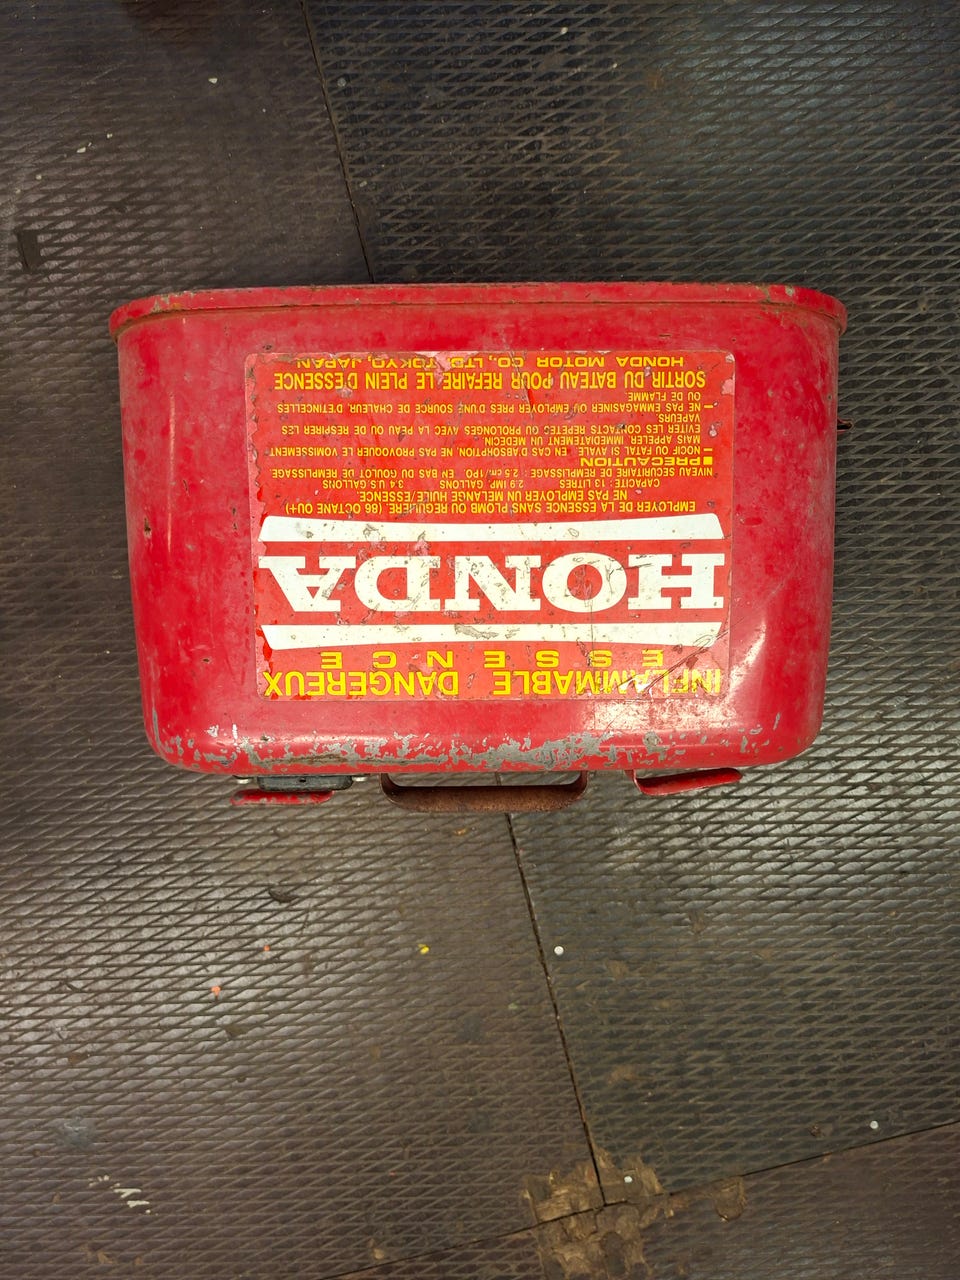 INFLAMMABLE DANGEREUX
ESSENCE
HONDA
EMPLOYER DE LA ESSENCE SANS PLOMB OU REGULIERE. (86 OCTANE OU+)
NE PAS EMPLOYER UN MELANGE HUILE/ESSENCE.
CAPACITE: 13 LITRES 2.9 IMP. GALLONS 3.4 U.S. GALLONS
NIVEAU SECURITAIRE DE REMPLISSAGE: 2.5 cm/1PO. EN BAS DU GOULOT DE REMPLISSAGE.
■PRECAUTION
— NOCIF OU FATAL SI AVALE. EN CAS D'ABSORPTION, NE PAS PROVOQUER LE VOMISSEMENT
MAIS APPELER IMMEDIATEMENT UN MEDECIN.
EVITER LES CONTACTS REPETES OU PROLONGES AVEC LA PEAU OU DE RESPIRER LES
VAPEURS.
— NE PAS EMMAGASINER OU EMPLOYER PRES D'UNE SOURCE DE CHALEUR, D'ETINCELLES
OU DE FLAMME.
SORTIR DU BATEAU POUR REFAIRE LE PLEIN D'ESSENCE
HONDA MOTOR CO., LTD. TOKYO, JAPAN